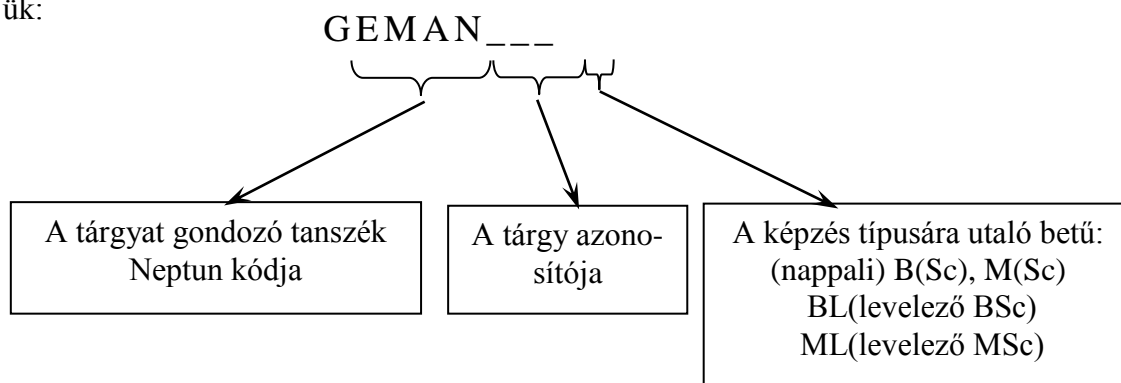 ük:
GEMAN___
A tárgyat gondozó tanszék
Neptun kódja
A tárgy azono-
sítója
A képzés típusára utaló betű:
(nappali) B(Sc), M(Sc)
BL(levelező BSc)
ML(levelező MSc)